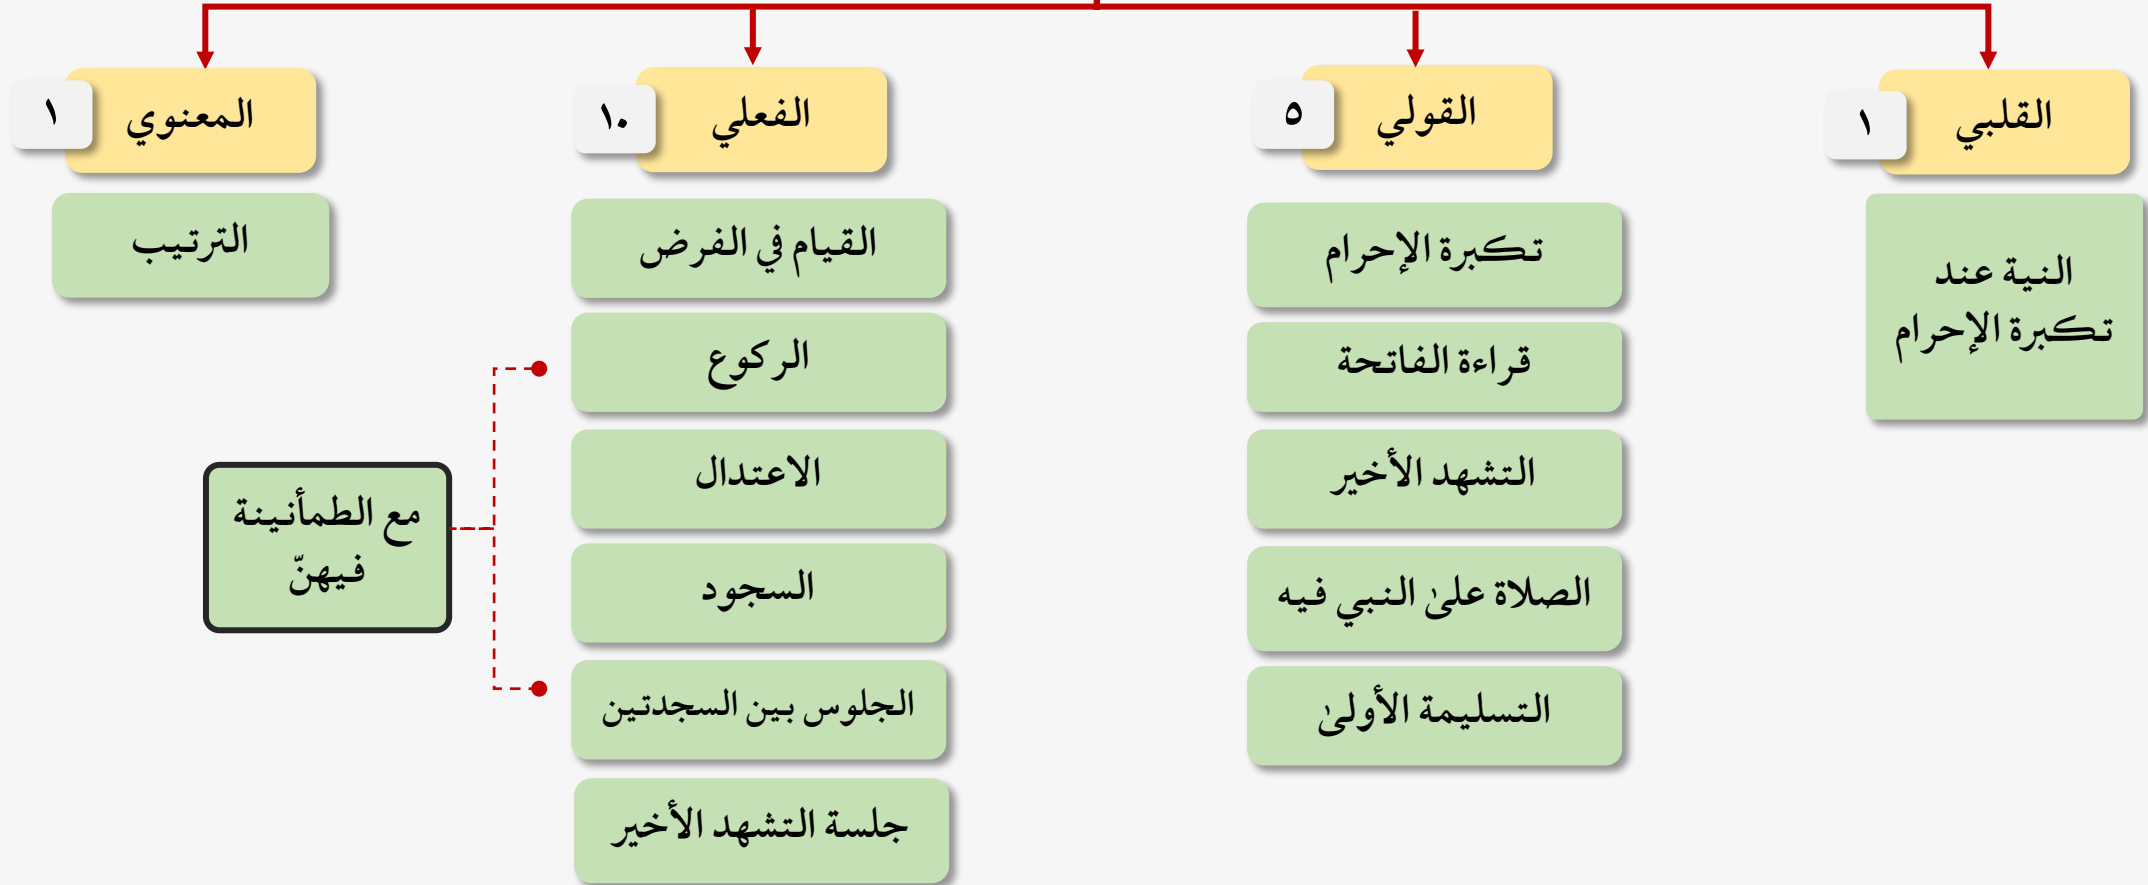 القلبي
١
النية عند
تكبرة الإحرام
القولي
٥
تكبرة الإحرام
قراءة الفاتحة
التشهد الأخير
الصلاة علىٰ النبي فيه
التسليمة الأولىٰ
الفعلي
١٠
القيام في الفرض
الركوع
الاعتدال
السجود
الجلوس بين السجدتين
جلسة التشهد الأخير
مع الطمأنينة
فيهنّ
المعنوي
١
الترتيب